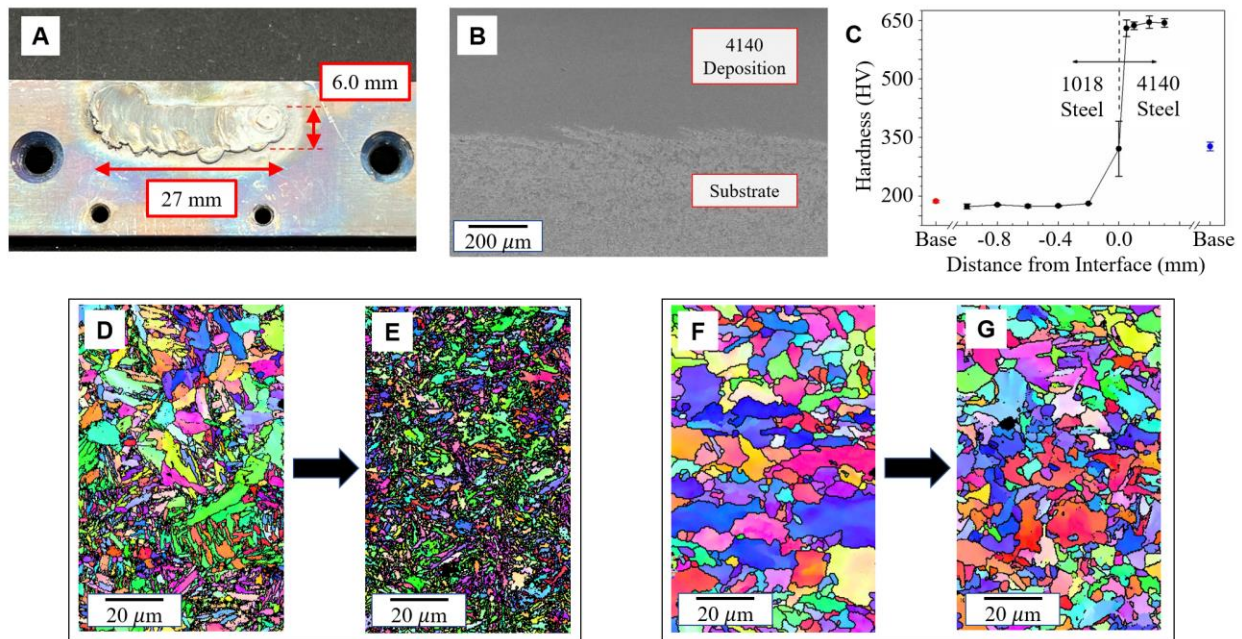 A
6.0 mm
27 mm
B
4140
Deposition
Substrate
200 µm
C
650
500
350
200
Hardness (HV)
1018
Steel
4140
Steel
Base
-0.8
-0.4
0.0
Base
Distance from Interface (mm)
D
20 µm
E
20 µm
F
20 µm
G
20 µm